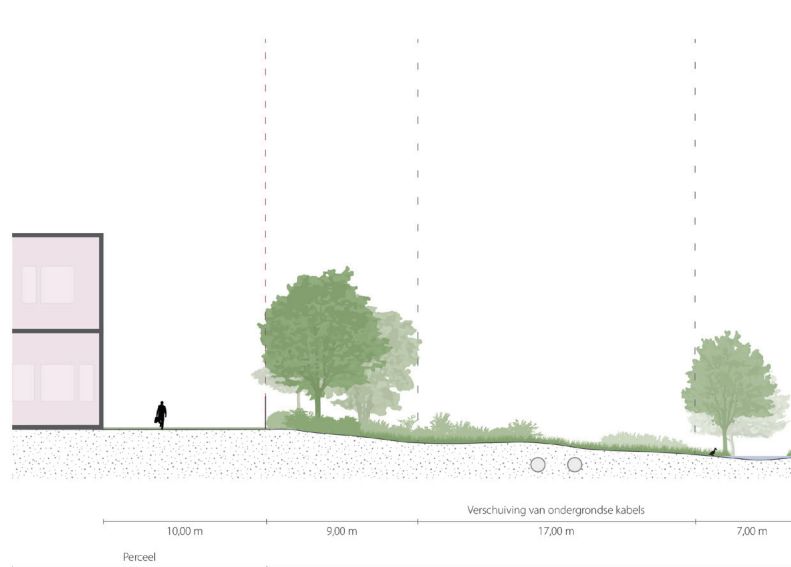 Verschuiving van ondergrondse kabels
10,00 m
9,00 m
17,00 m
7,00 m
Perceel